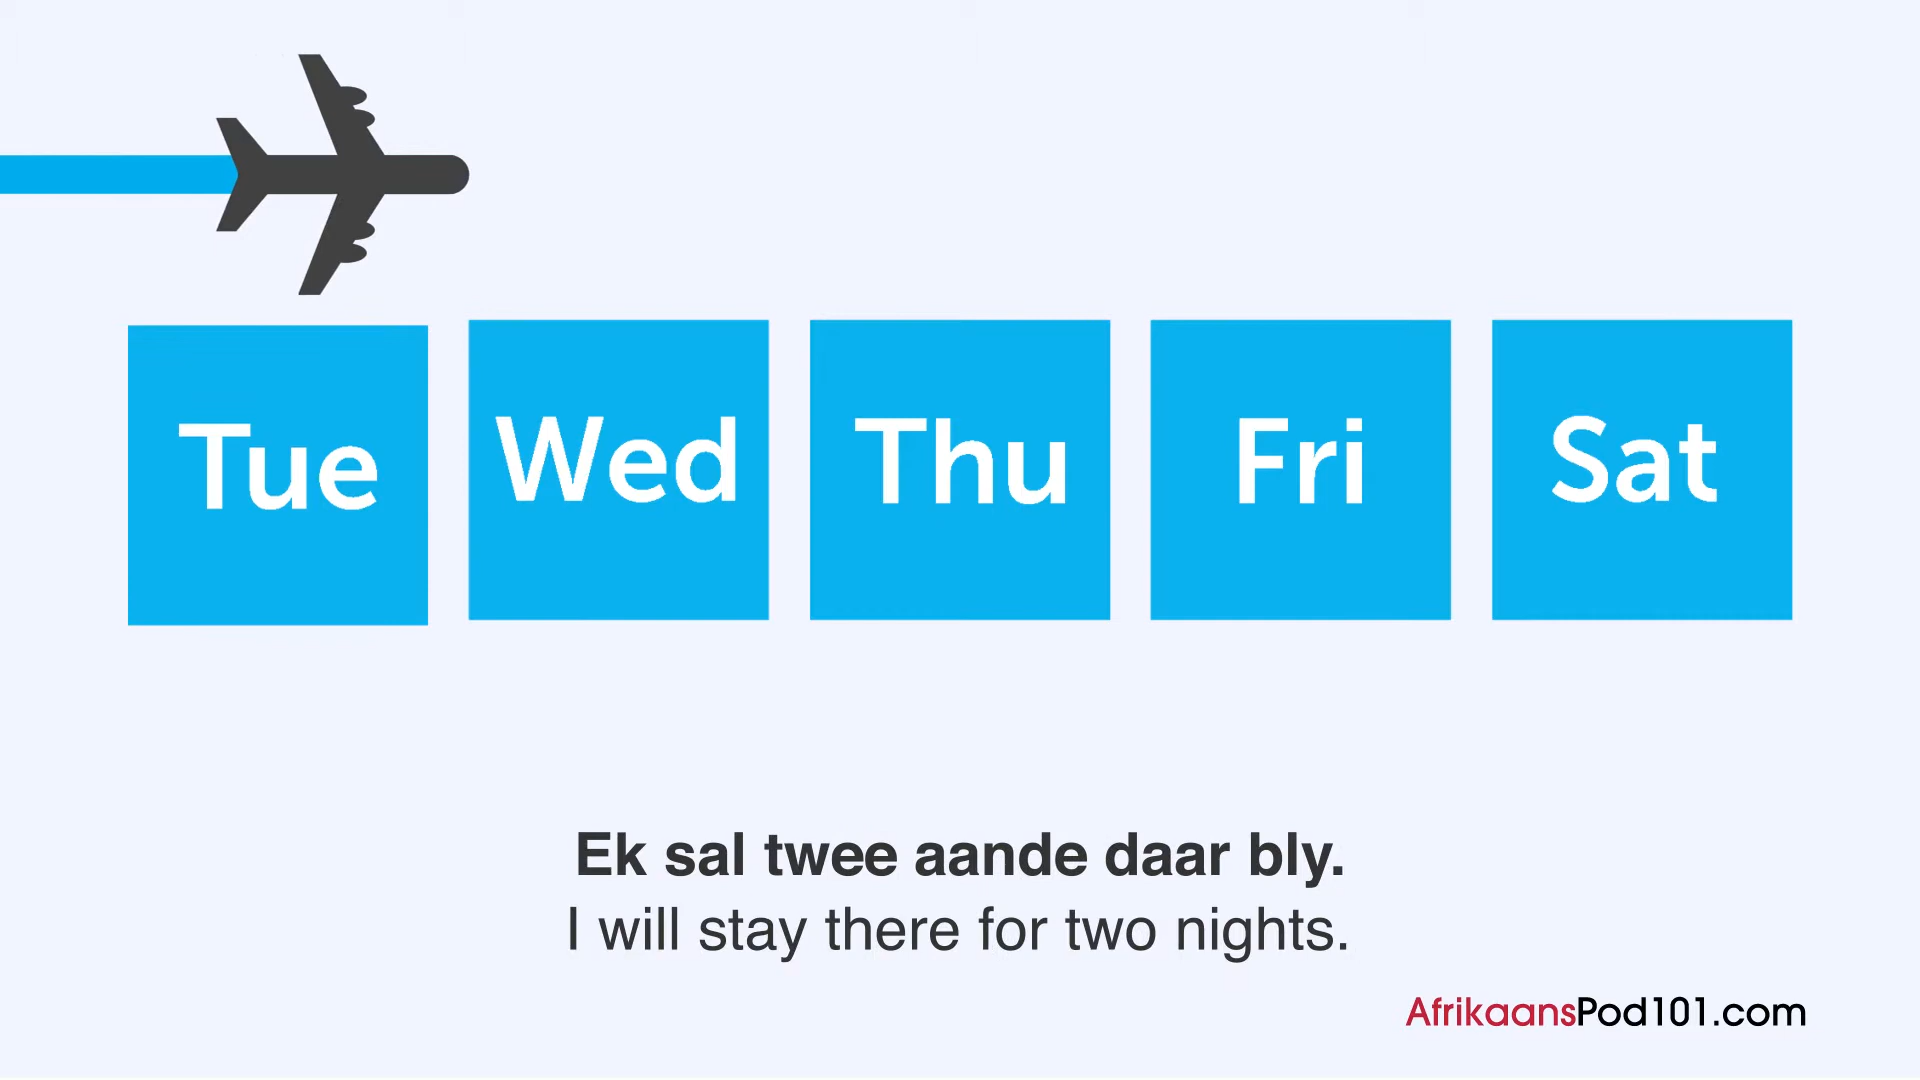 Tue Wed Thu Fri Sat
Ek sal twee aande daar bly.
I will stay there for two nights.
AfrikaansPod101.com